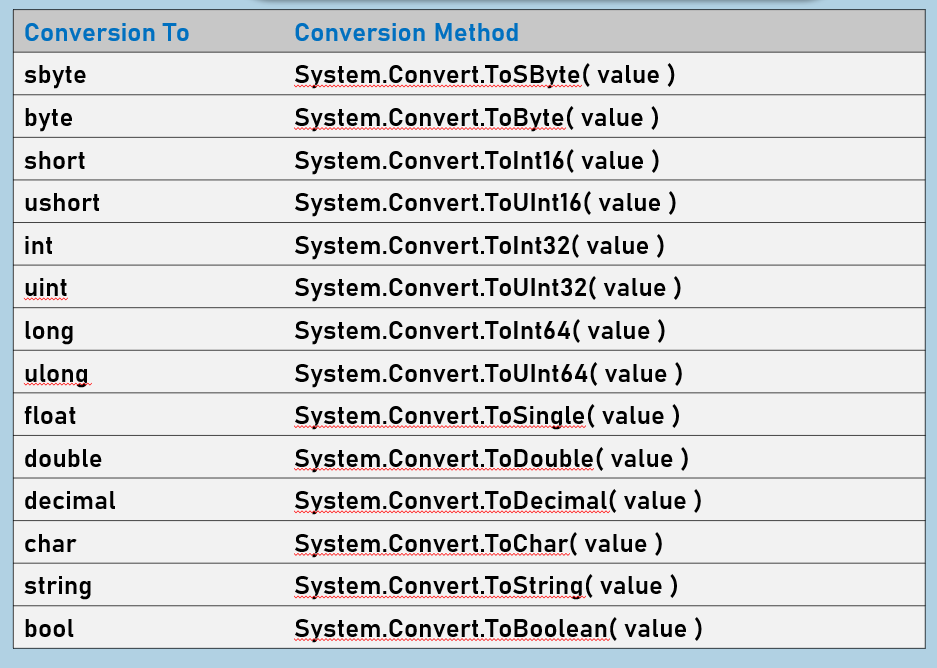 Conversion To Conversion Method
sbyte System.Convert.ToSByte( value )
byte System.Convert.ToByte( value )
short System.Convert.ToInt16( value )
ushort System.Convert.ToUInt16( value )
int System.Convert.ToInt32( value )
uint System.Convert.ToUInt32( value )
long System.Convert.ToInt64( value )
ulong System.Convert.ToUInt64( value )
float System.Convert.ToSingle( value )
double System.Convert.ToDouble( value )
decimal System.Convert.ToDecimal( value )
char System.Convert.ToChar( value )
string System.Convert.ToString( value )
bool System.Convert.ToBoolean( value )